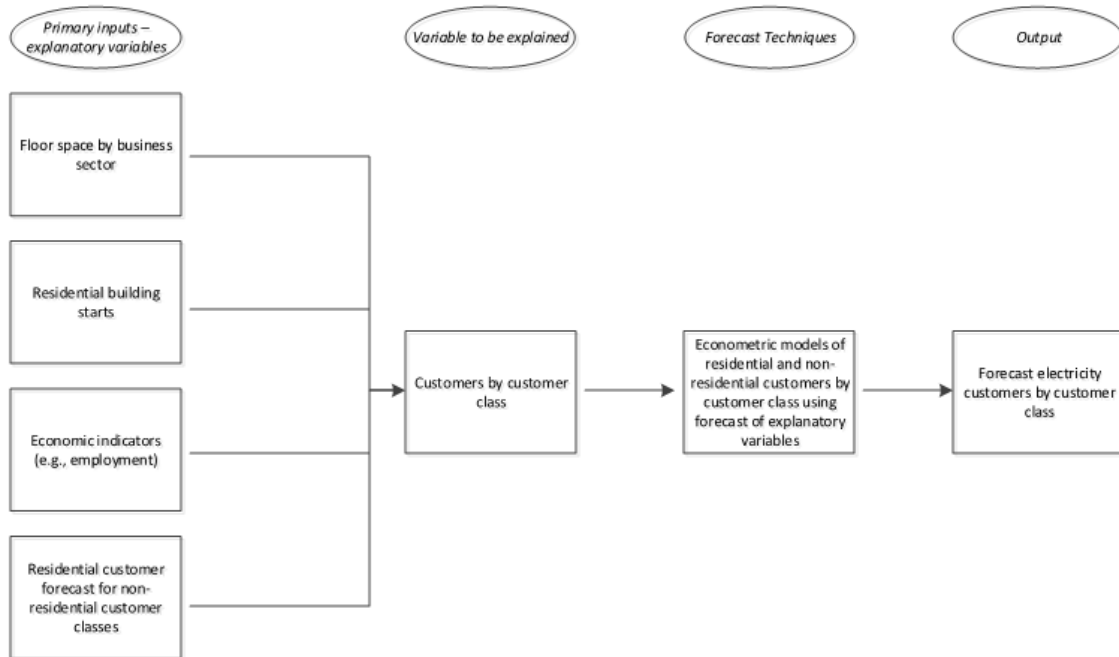 Primary inputs –
explanatory variables
Variable to be explained
Forecast Techniques
Output
Floor space by business
sector
Residential building
starts
Economic indicators
(e.g., employment)
Residential customer
forecast for non-
residential customer
classes
Customers by customer
class
Econometric models of
residential and non-
residential customers by
customer class using
forecast of explanatory
variables
Forecast electricity
customers by customer
class